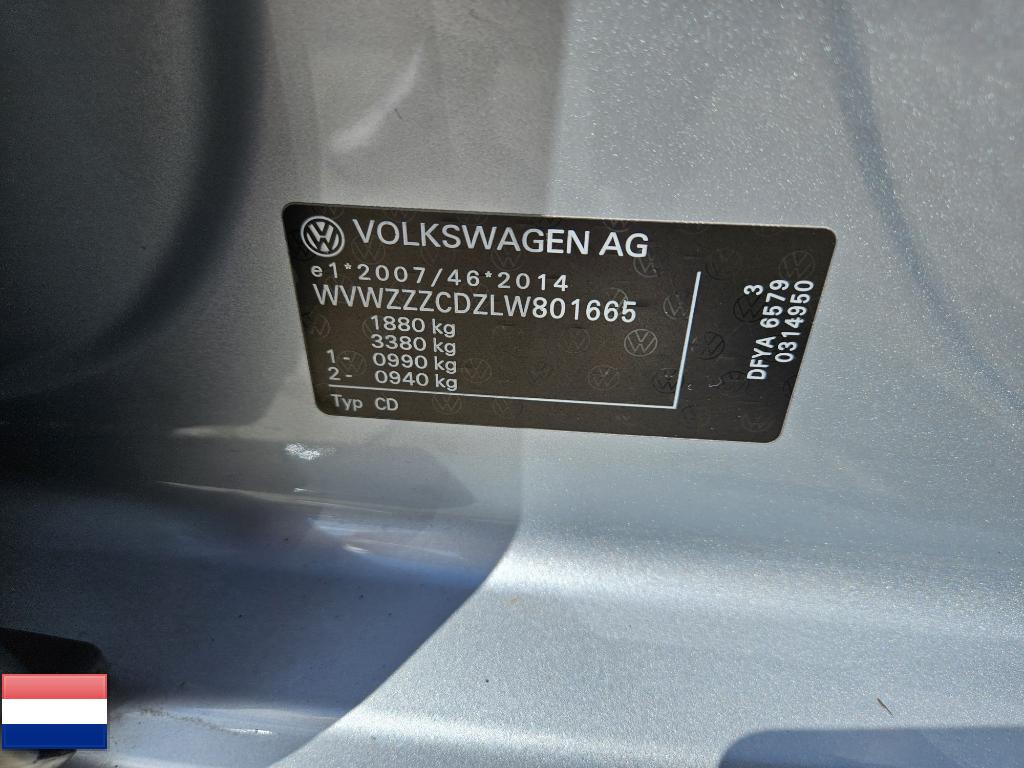 VOLKSWAGEN AG
e1*2007/46*2014
WVWZZZCDZLW801665
1880 kg
3380 kg
1- 0990 kg
2- 0940 kg
Typ CD
3
DFYA 6579
0314950